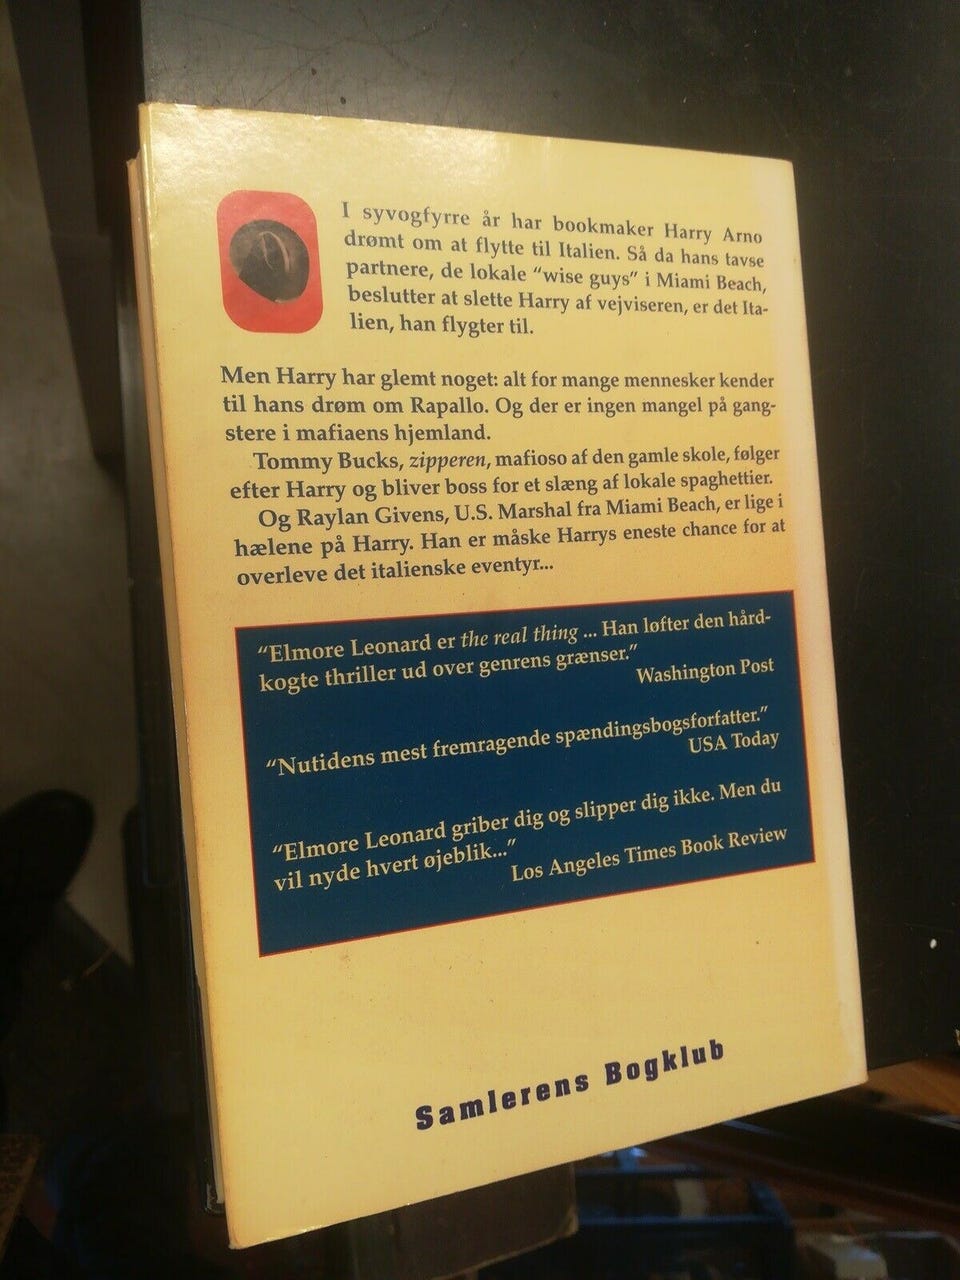 I syvogfyrre år har bookmaker Harry Arno
drømt om at flytte til Italien. Så da hans tavse
partnere, de lokale “wise guys” i Miami Beach,
beslutter at slette Harry af vejviseren, er det Ita-
lien, han flygter til.
Men Harry har glemt noget: alt for mange mennesker kender
til hans drøm om Rapallo. Og der er ingen mangel på gang-
stere i mafiaens hjemland.
Tommy Bucks, zipperen, mafioso af den gamle skole, følger
efter Harry og bliver boss for et slæng af lokale spaghettier.
Og Raylan Givens, U.S. Marshal fra Miami Beach, er lige i
hælene på Harry. Han er måske Harrys eneste chance for at
overleve det italienske eventyr...
“Elmore Leonard er the real thing ... Han løfter den hård-
kogte thriller ud over genrens grænser.”
Washington Post
“Nutidens mest fremragende spændingsbogsforfatter.”
USA Today
“Elmore Leonard griber dig og slipper dig ikke. Men du
vil nyde hvert øjeblik...”
Los Angeles Times Book Review
Samlerens Bogklub